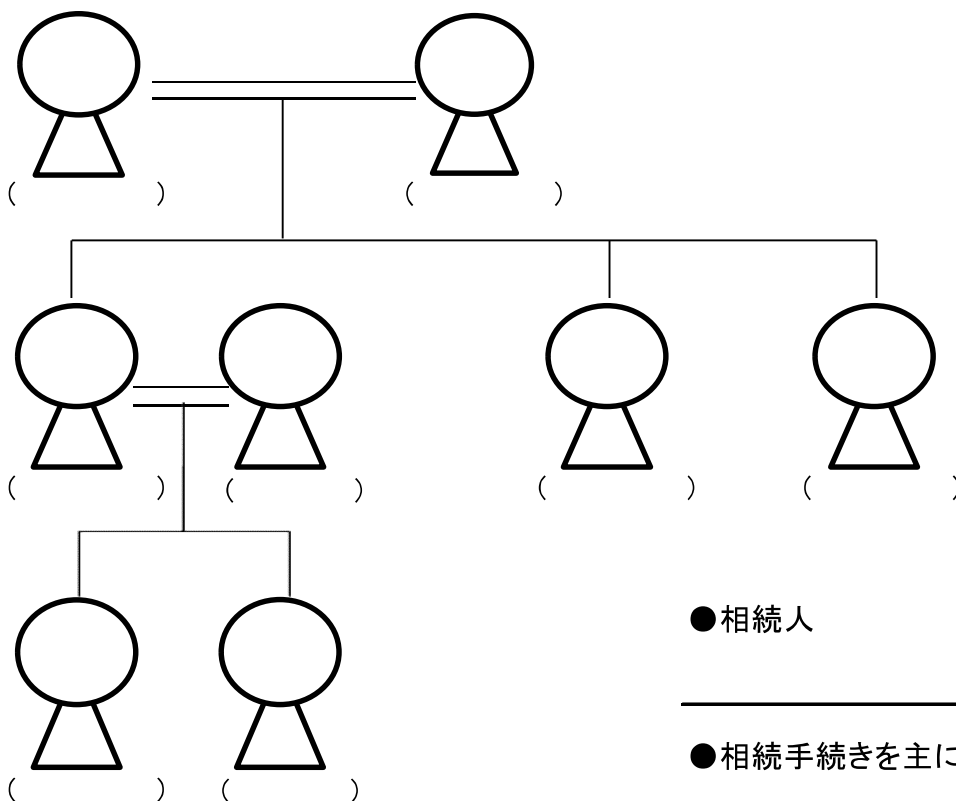 (　　　　) (　　　　)
(　　　　) (　　　　) (　　　　) (　　　　)
●相続人
●相続手続きを主に
(　　　　) (　　　　)